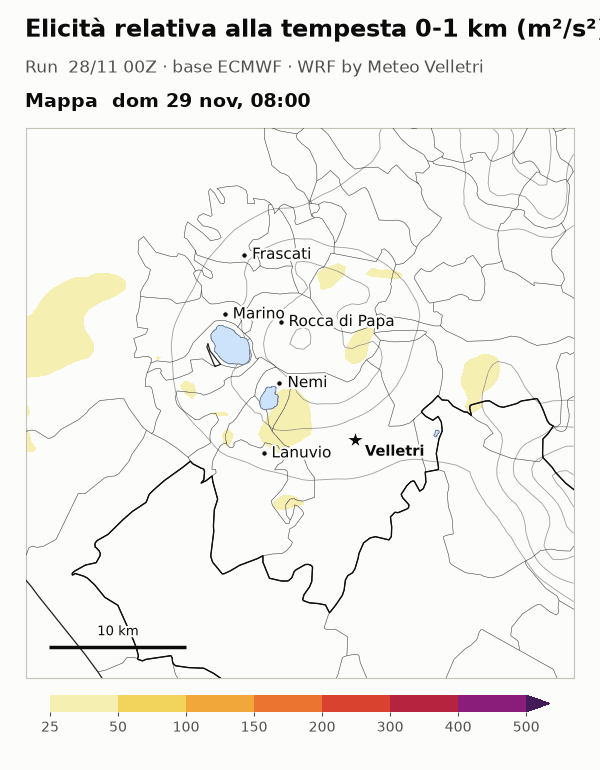 Elicità relativa alla tempesta 0-1 km (m²/s²)
Run 28/11 00Z · base ECMWF · WRF by Meteo Velletri
Mappa dom 29 nov, 08:00
Frascati
Marino
Rocca di Papa
Nemi
Velletri
Lanuvio
10 km
25 50 100 150 200 300 400 500